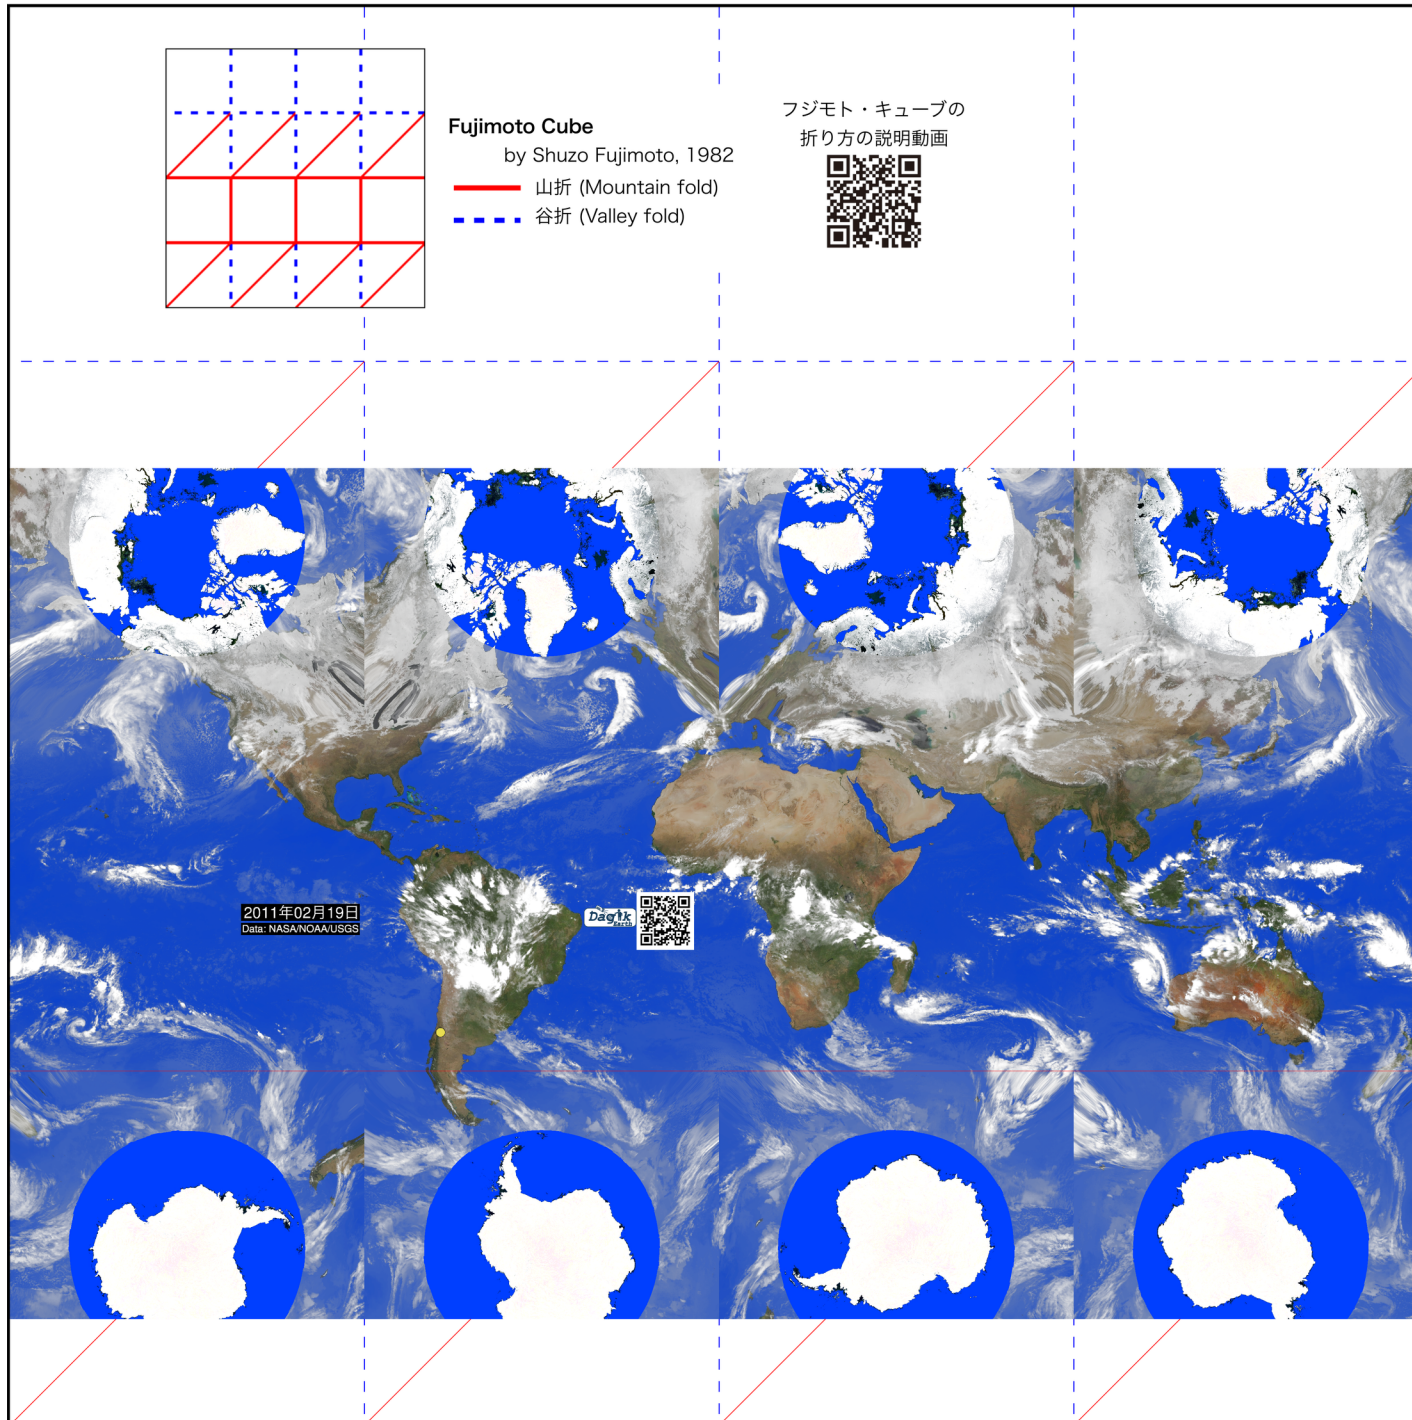 Fujimoto Cube
by Shuzo Fujimoto, 1982
山折 (Mountain fold)
谷折 (Valley fold)
フジモト・キューブの
折り方の説明動画
2011年02月19日
Data: NASA/NOAA/USGS
Dagik
Earth